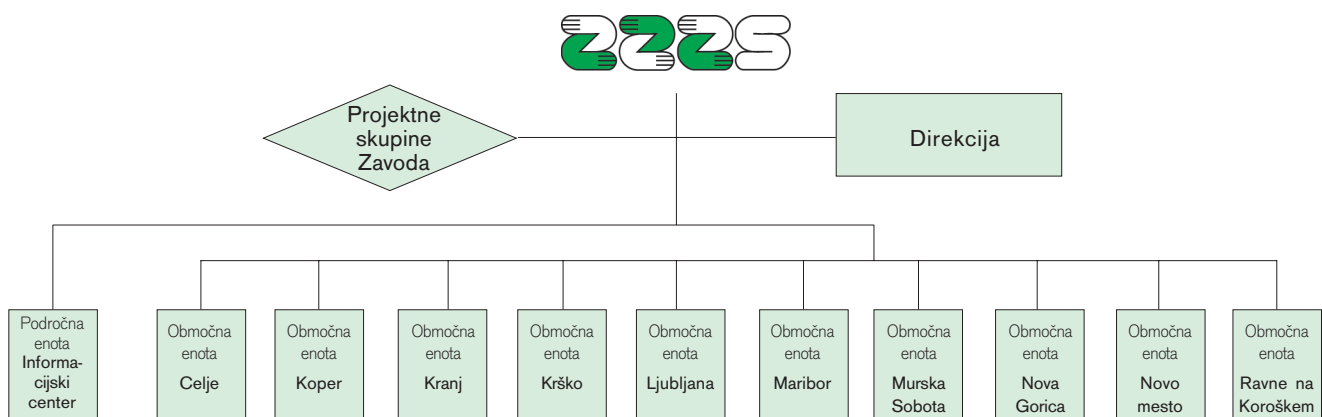 ZZZS
Projektne
skupine
Zavoda
Direkcija
Področna
enota
Informa-
cijski
center
Območna
enota
Celje
Območna
enota
Koper
Območna
enota
Kranj
Območna
enota
Krško
Območna
enota
Ljubljana
Območna
enota
Maribor
Območna
enota
Murska
Sobota
Območna
enota
Nova
Gorica
Območna
enota
Novo
mesto
Območna
enota
Ravne na
Koroškem